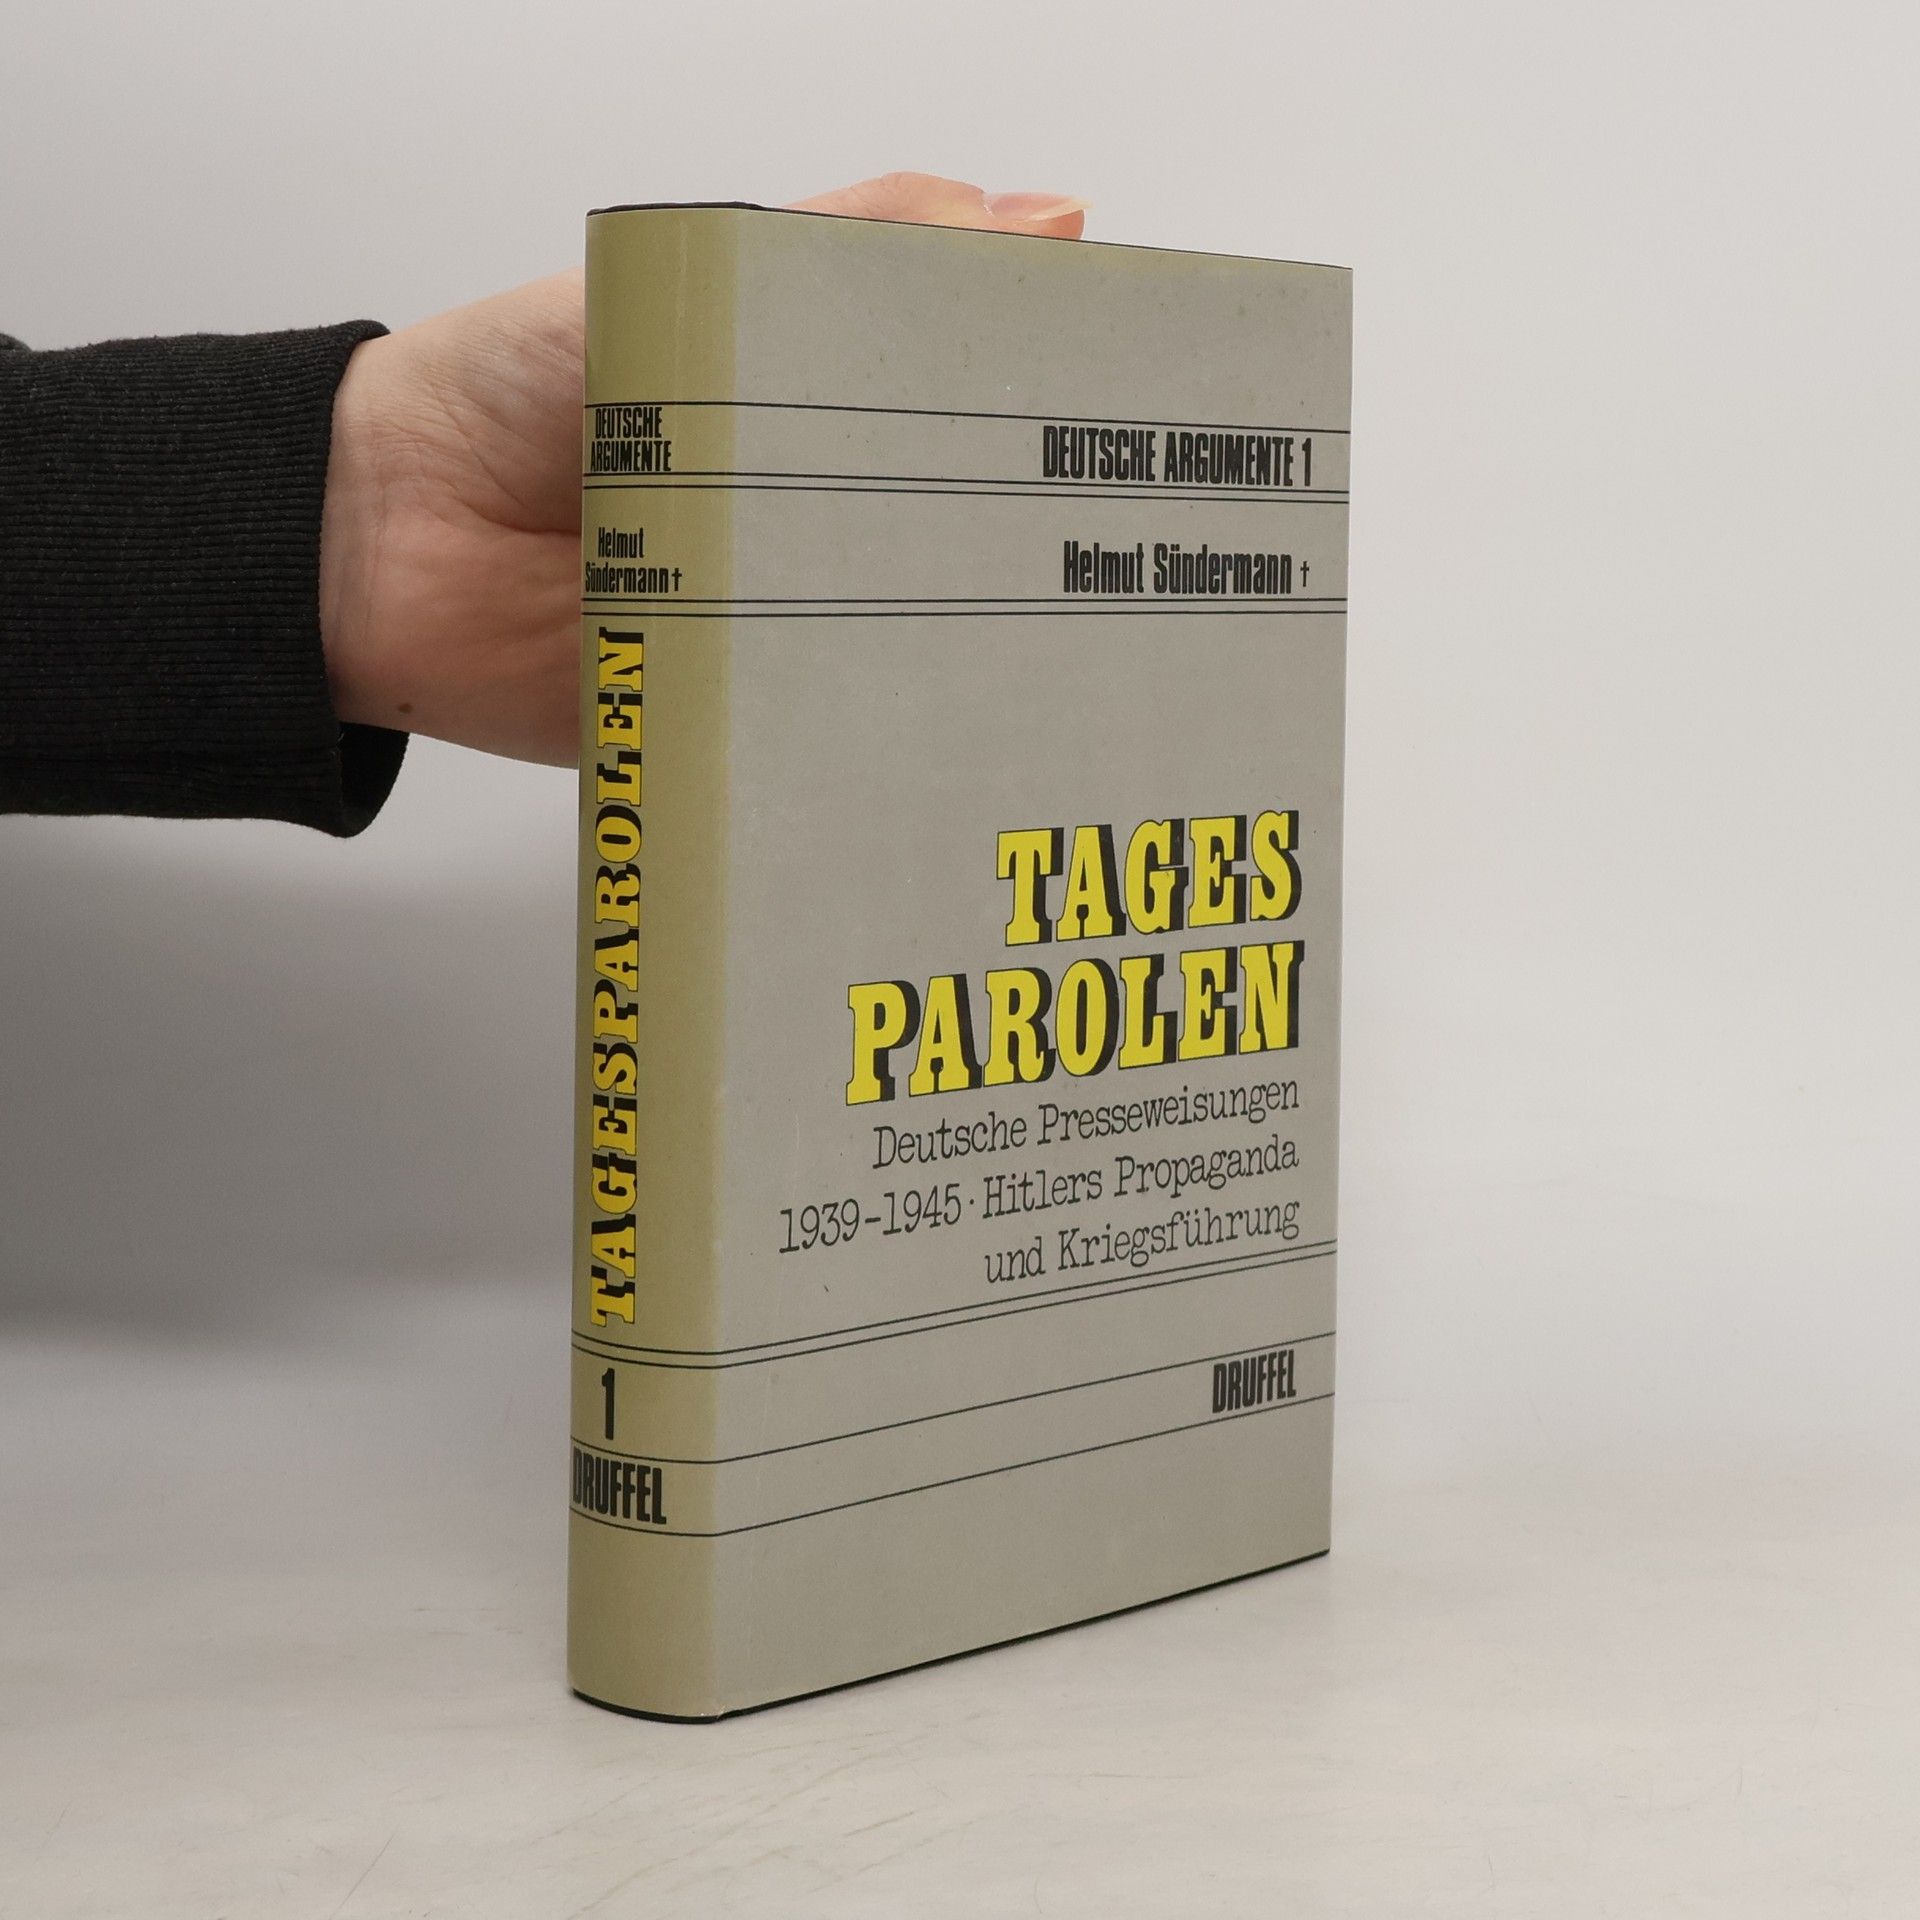 DEUTSCHE
ARGUMENTE
Helmut
Sündermann†
TAGESPAROLEN
1
DRUFFEL
DEUTSCHE ARGUMENTE 1
Helmut Sündermann †
TAGES
PAROLEN
Deutsche Presseweisungen
1939-1945 · Hitlers Propaganda
und Kriegsführung
DRUFFEL